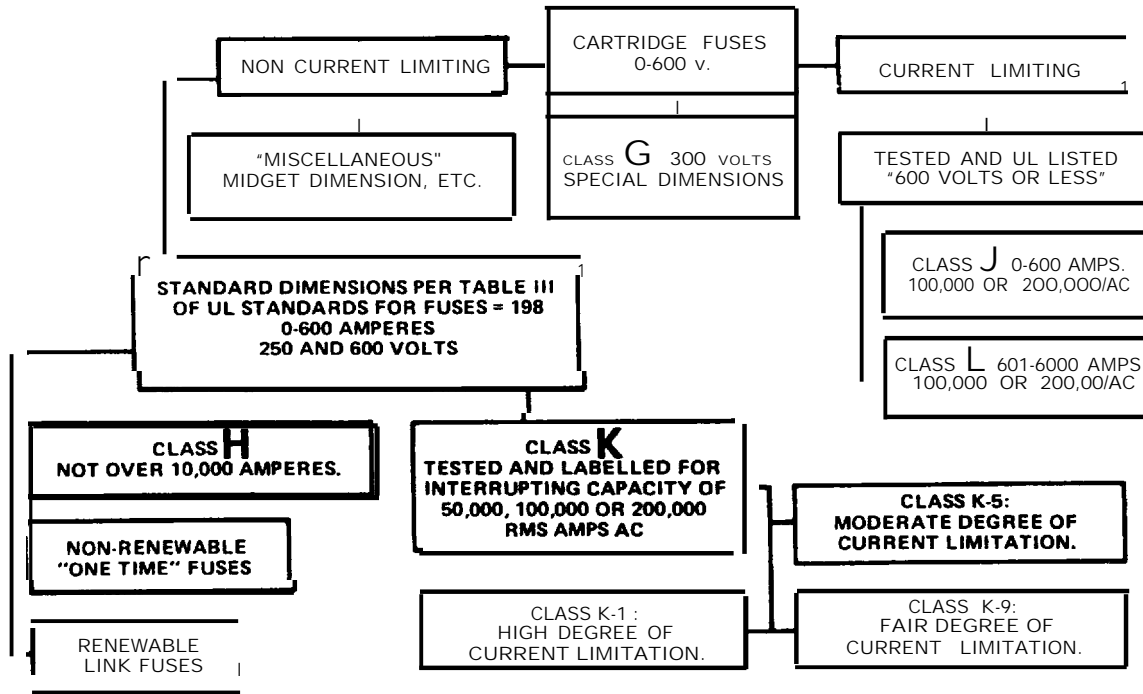 NON CURRENT LIMITING
CARTRIDGE FUSES
0-600 v.
CURRENT LIMITING
"MISCELLANEOUS"
MIDGET DIMENSION, ETC.
CLASS G 300 VOLTS
SPECIAL DIMENSIONS
TESTED AND UL LISTED
"600 VOLTS OR LESS"
CLASS J 0-600 AMPS.
100,000 OR 200,000/AC
CLASS L 601-6000 AMPS
100,000 OR 200,00/AC
STANDARD DIMENSIONS PER TABLE III
OF UL STANDARDS FOR FUSES = 198
0-600 AMPERES
250 AND 600 VOLTS
CLASS H
NOT OVER 10,000 AMPERES.
NON-RENEWABLE
"ONE TIME" FUSES
RENEWABLE
LINK FUSES
CLASS K
TESTED AND LABELLED FOR
INTERRUPTING CAPACITY OF
50,000, 100,000 OR 200,000
RMS AMPS AC
CLASS K-5:
MODERATE DEGREE OF
CURRENT LIMITATION.
CLASS K-1 :
HIGH DEGREE OF
CURRENT LIMITATION.
CLASS K-9:
FAIR DEGREE OF
CURRENT LIMITATION.